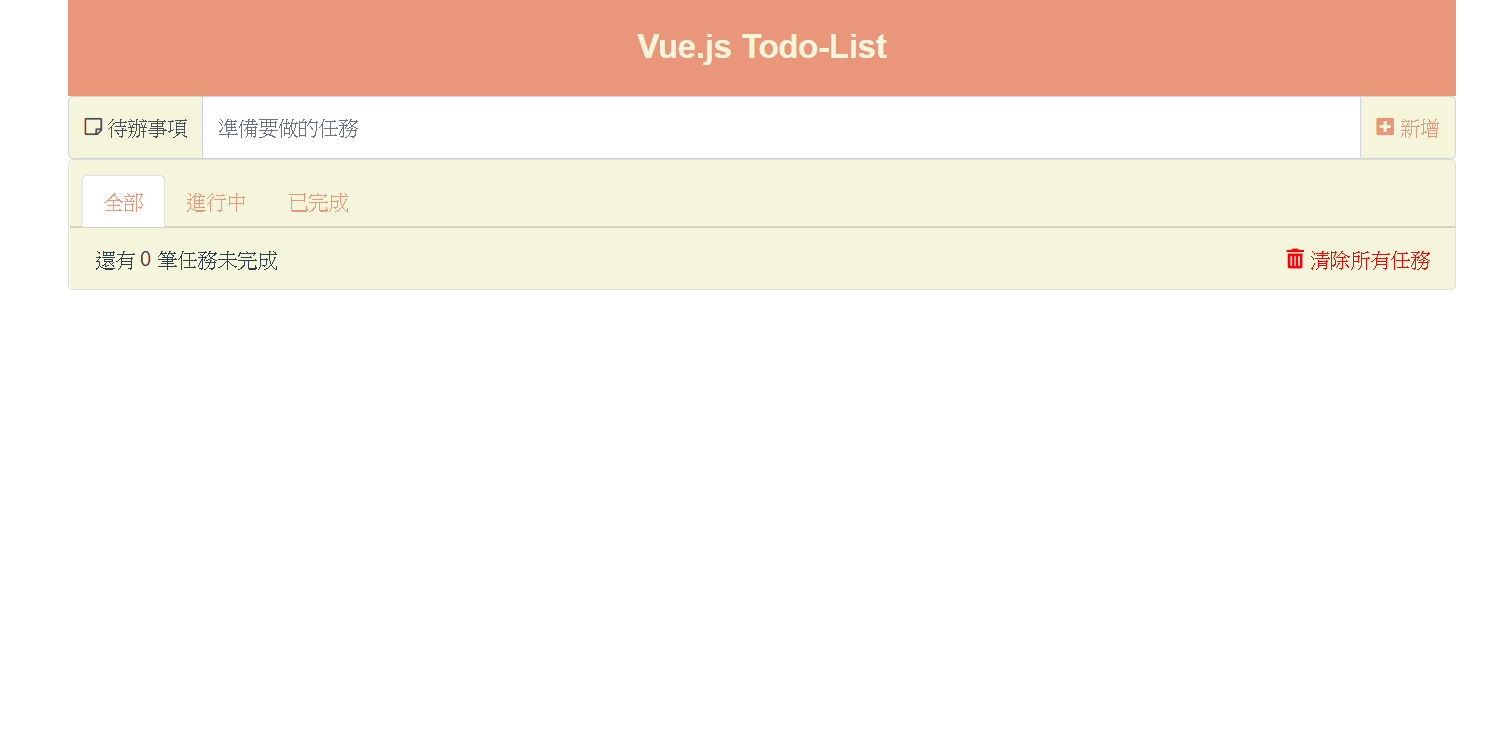 Vue.js Todo-List
待辦事項 準備要做的任務 新增
全部 進行中 已完成
還有 0 筆任務未完成 清除所有任務